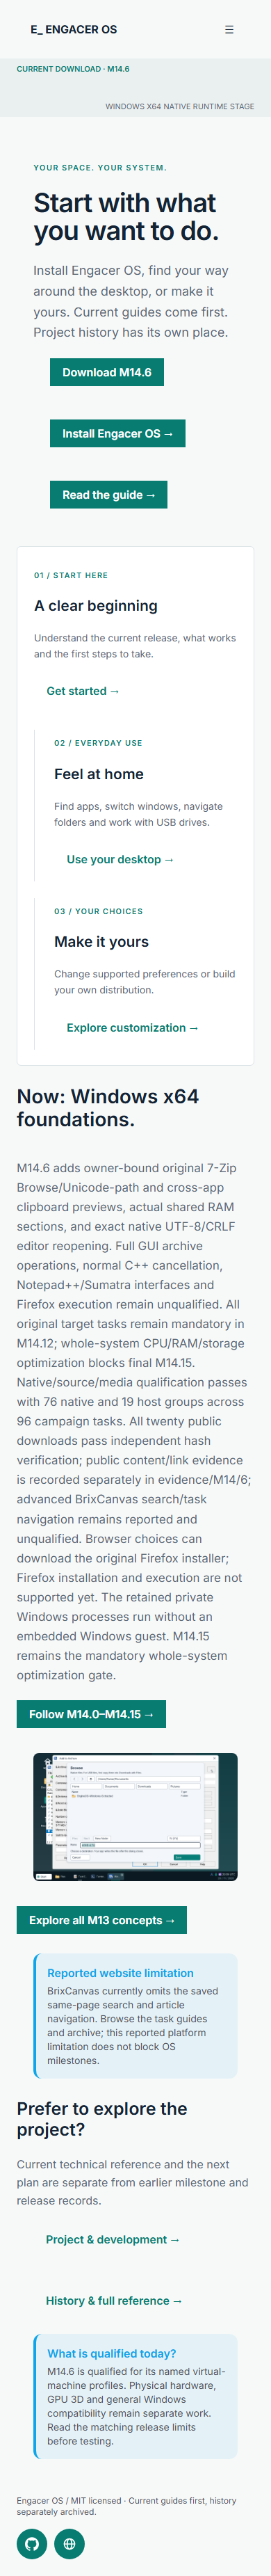 E_ ENGACER OS
☰
CURRENT DOWNLOAD · M14.6
WINDOWS X64 NATIVE RUNTIME STAGE
YOUR SPACE. YOUR SYSTEM.
Start with what
you want to do.
Install Engacer OS, find your way
around the desktop, or make it
yours. Current guides come first.
Project history has its own place.
Download M14.6
Install Engacer OS →
Read the guide →
01 / START HERE
A clear beginning
Understand the current release, what works
and the first steps to take.
Get started →
02 / EVERYDAY USE
Feel at home
Find apps, switch windows, navigate
folders and work with USB drives.
Use your desktop →
03 / YOUR CHOICES
Make it yours
Change supported preferences or build
your own distribution.
Explore customization →
Now: Windows x64
foundations.
M14.6 adds owner-bound original 7-Zip
Browse/Unicode-path and cross-app
clipboard previews, actual shared RAM
sections, and exact native UTF-8/CRLF
editor reopening. Full GUI archive
operations, normal C++ cancellation,
Notepad++/Sumatra interfaces and
Firefox execution remain unqualified. All
original target tasks remain mandatory in
M14.12; whole-system CPU/RAM/storage
optimization blocks final M14.15.
Native/source/media qualification passes
with 76 native and 19 host groups across
96 campaign tasks. All twenty public
downloads pass independent hash
verification; public content/link evidence
is recorded separately in evidence/M14/6;
advanced BrixCanvas search/task
navigation remains reported and
unqualified. Browser choices can
download the original Firefox installer;
Firefox installation and execution are not
supported yet. The retained private
Windows processes run without an
embedded Windows guest. M14.15
remains the mandatory whole-system
optimization gate.
Follow M14.0–M14.15 →
Browse
Explore all M13 concepts →
Reported website limitation
BrixCanvas currently omits the saved
same-page search and article
navigation. Browse the task guides
and archive; this reported platform
limitation does not block OS
milestones.
Prefer to explore the
project?
Current technical reference and the next
plan are separate from earlier milestone and
release records.
Project & development →
History & full reference →
What is qualified today?
M14.6 is qualified for its named virtual-
machine profiles. Physical hardware,
GPU 3D and general Windows
compatibility remain separate work.
Read the matching release limits
before testing.
Engacer OS / MIT licensed · Current guides first, history
separately archived.